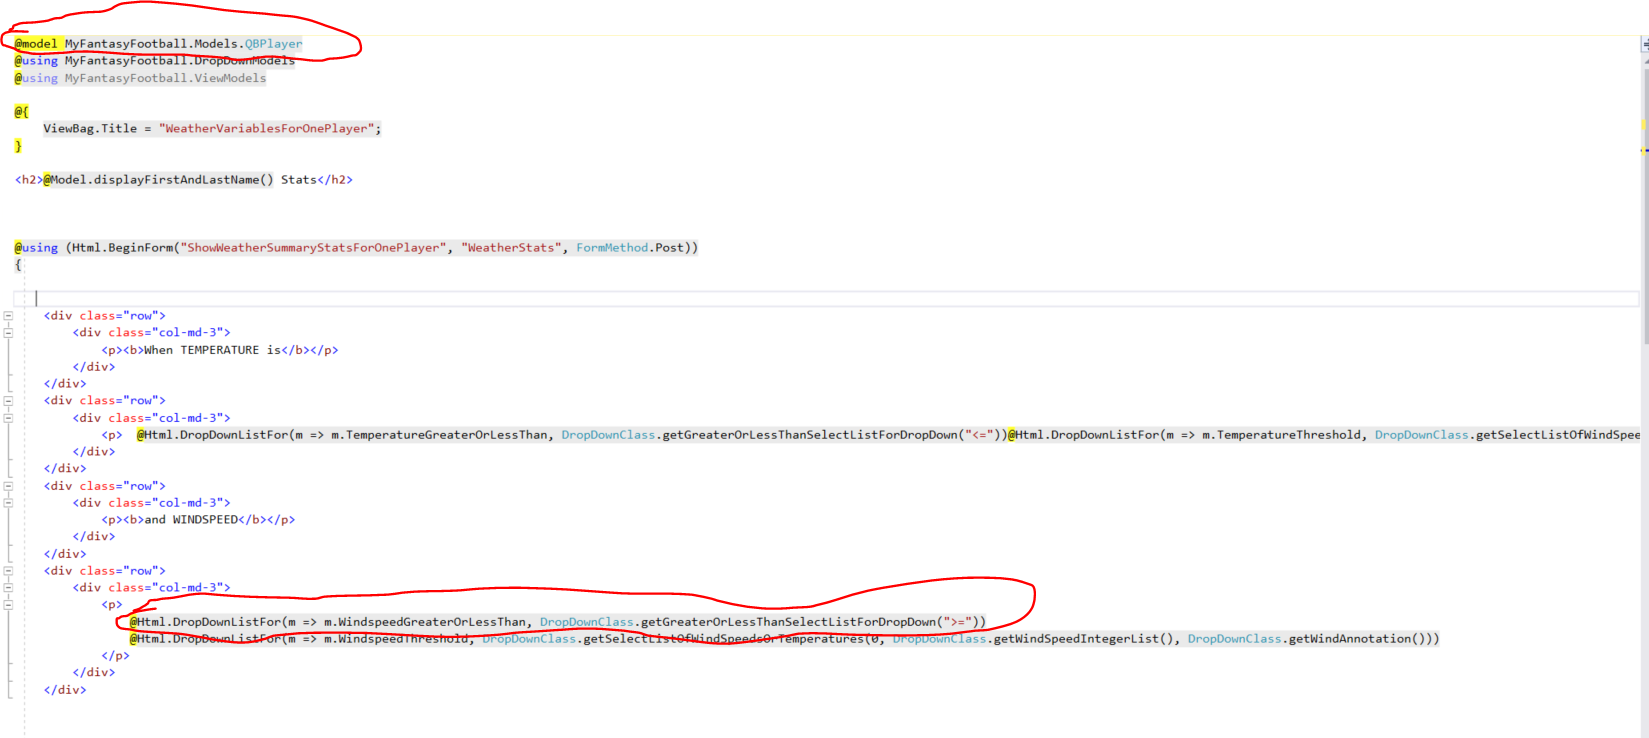 @model MyFantasyFootball.Models.QBPlayer
@using MyFantasyFootball.DropDownModels
@using MyFantasyFootball.ViewModels
@{
ViewBag.Title = "WeatherVariablesForOnePlayer";
}
<h2>@Model.displayFirstAndLastName() Stats</h2>
@using (Html.BeginForm("ShowWeatherSummaryStatsForOnePlayer", "WeatherStats", FormMethod.Post))
{
<div class="row">
<div class="col-md-3">
<p><b>When TEMPERATURE is</b></p>
</div>
</div>
<div class="row">
<div class="col-md-3">
<p>  @Html.DropDownListFor(m => m.TemperatureGreaterOrLessThan, DropDownClass.getGreaterOrLessThanSelectListForDropDown("<="))@Html.DropDownListFor(m => m.TemperatureThreshold, DropDownClass.getSelectListOfWindSpee
</div>
</div>
<div class="row">
<div class="col-md-3">
<p><b>and WINDSPEED</b></p>
</div>
</div>
<div class="row">
<div class="col-md-3">
<p>
@Html.DropDownListFor(m => m.WindspeedGreaterOrLessThan, DropDownClass.getGreaterOrLessThanSelectListForDropDown(">="))
@Html.DropDownListFor(m => m.WindspeedThreshold, DropDownClass.getSelectListOfWindSpeedsOrTemperatures(0, DropDownClass.getWindSpeedIntegerList(), DropDownClass.getWindAnnotation()))
</p>
</div>
</div>